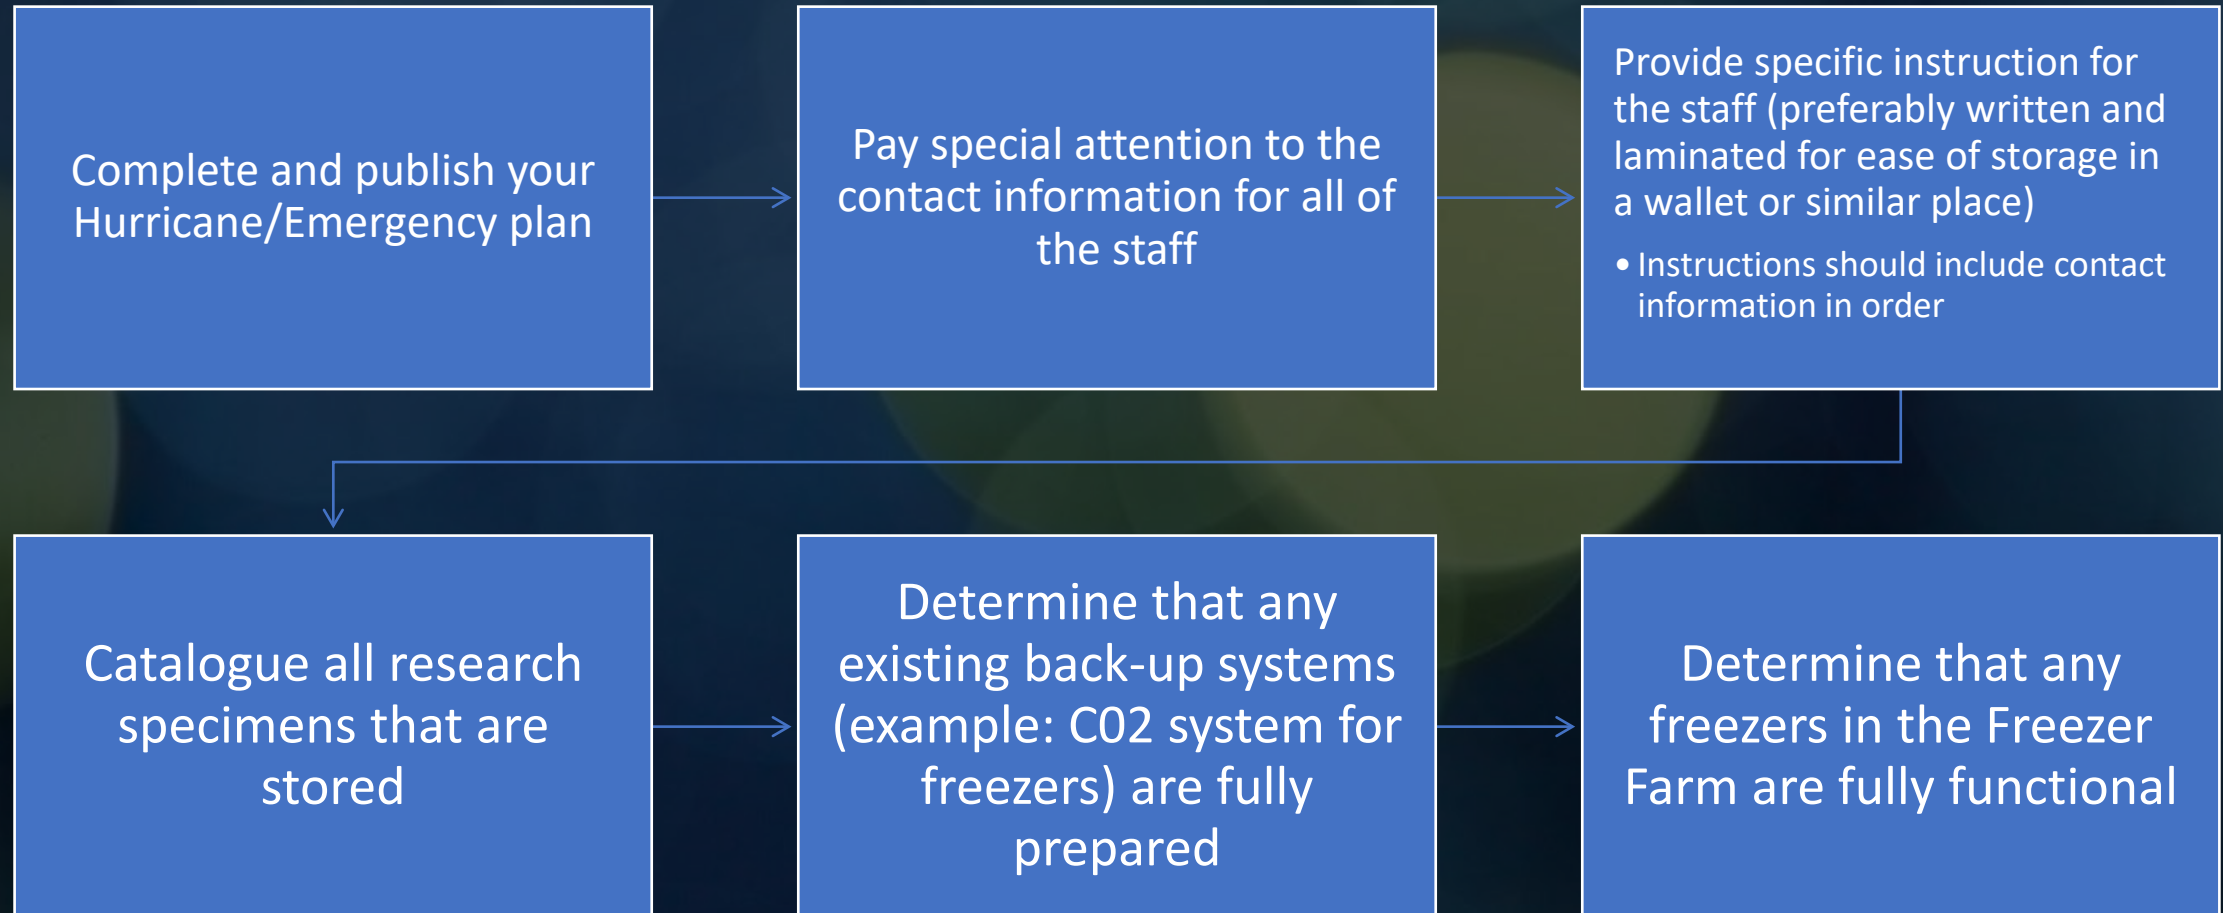 Complete and publish your
Hurricane/Emergency plan
Pay special attention to the
contact information for all of
the staff
Provide specific instruction for
the staff (preferably written and
laminated for ease of storage in
a wallet or similar place)
• Instructions should include contact
information in order
Catalogue all research
specimens that are
stored
Determine that any
existing back-up systems
(example: C02 system for
freezers) are fully
prepared
Determine that any
freezers in the Freezer
Farm are fully functional